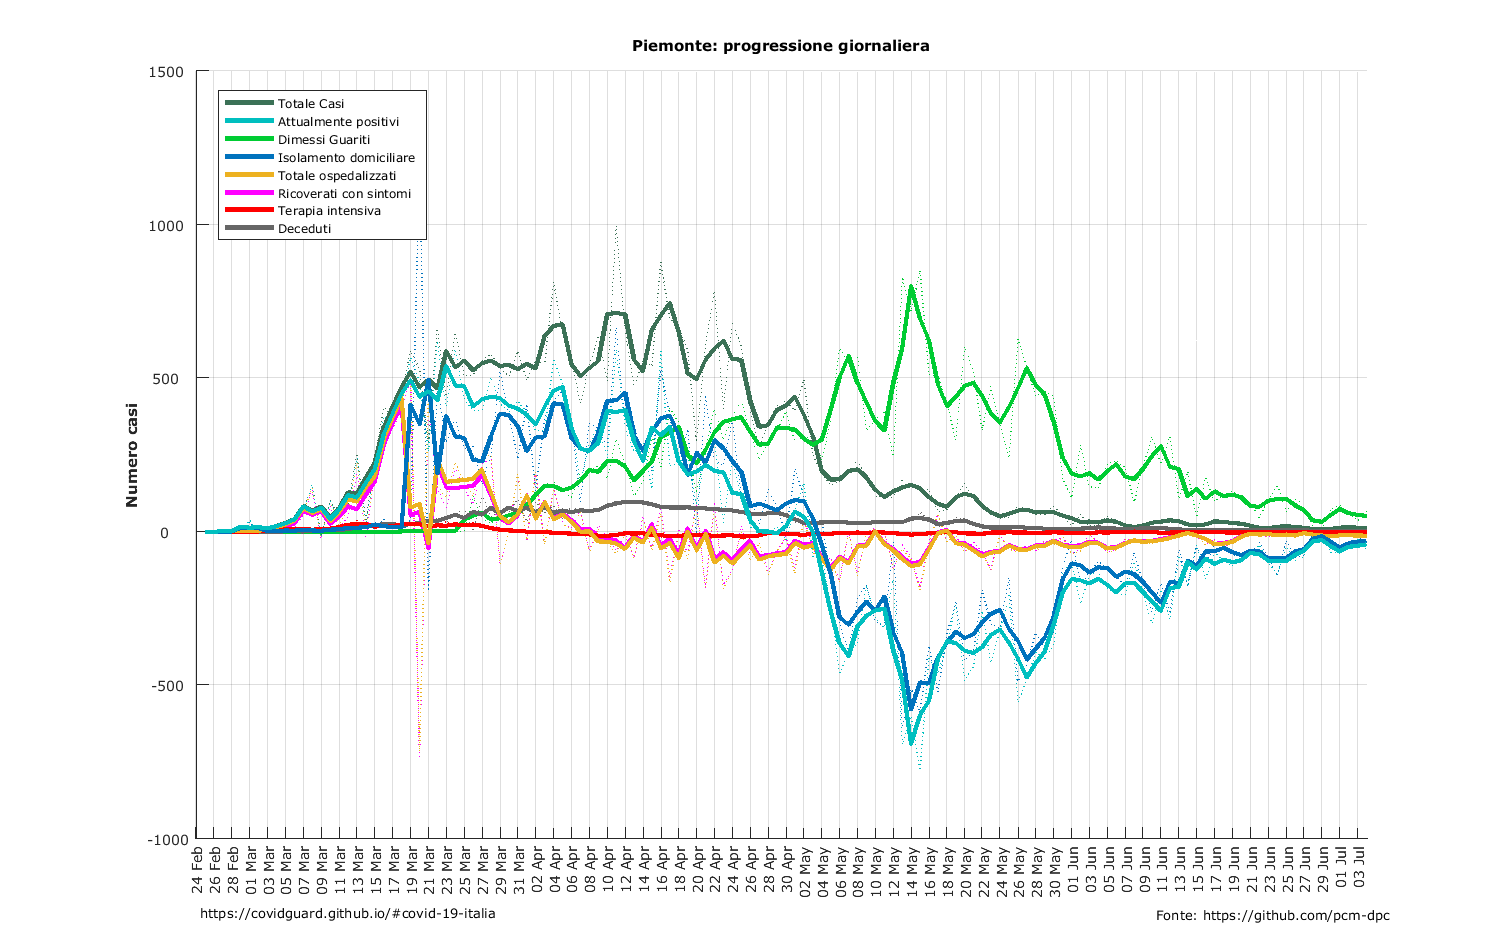 Piemonte: progressione giornaliera
1500
1000
500
0
-500
-1000
Numero casi
Totale Casi
Attualmente positivi
Dimessi Guariti
Isolamento domiciliare
Totale ospedalizzati
Ricoverati con sintomi
Terapia intensiva
Deceduti
24 Feb
26 Feb
28 Feb
01 Mar
03 Mar
05 Mar
07 Mar
09 Mar
11 Mar
13 Mar
15 Mar
17 Mar
19 Mar
21 Mar
23 Mar
25 Mar
27 Mar
29 Mar
31 Mar
02 Apr
04 Apr
06 Apr
08 Apr
10 Apr
12 Apr
14 Apr
16 Apr
18 Apr
20 Apr
22 Apr
24 Apr
26 Apr
28 Apr
30 Apr
02 May
04 May
06 May
08 May
10 May
12 May
14 May
16 May
18 May
20 May
22 May
24 May
26 May
28 May
30 May
01 Jun
03 Jun
05 Jun
07 Jun
09 Jun
11 Jun
13 Jun
15 Jun
17 Jun
19 Jun
21 Jun
23 Jun
25 Jun
27 Jun
29 Jun
01 Jul
03 Jul
https://covidguard.github.io/#covid-19-italia
Fonte: https://github.com/pcm-dpc